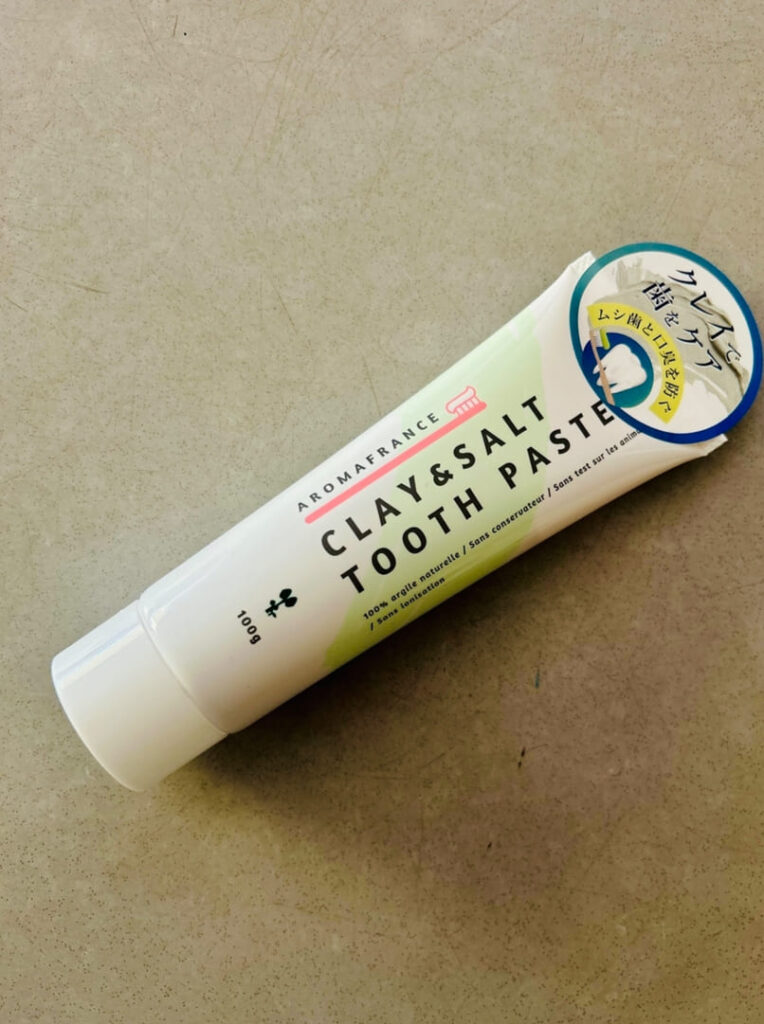 クレイで
歯をケア
ムシ歯と口臭を防ぐ
AROMAFRANCE
CLAY&SALT
TOOTH PASTE
100% argile naturelle / Sans conservateur / Sans test sur les
/ Sans ionisation
100g